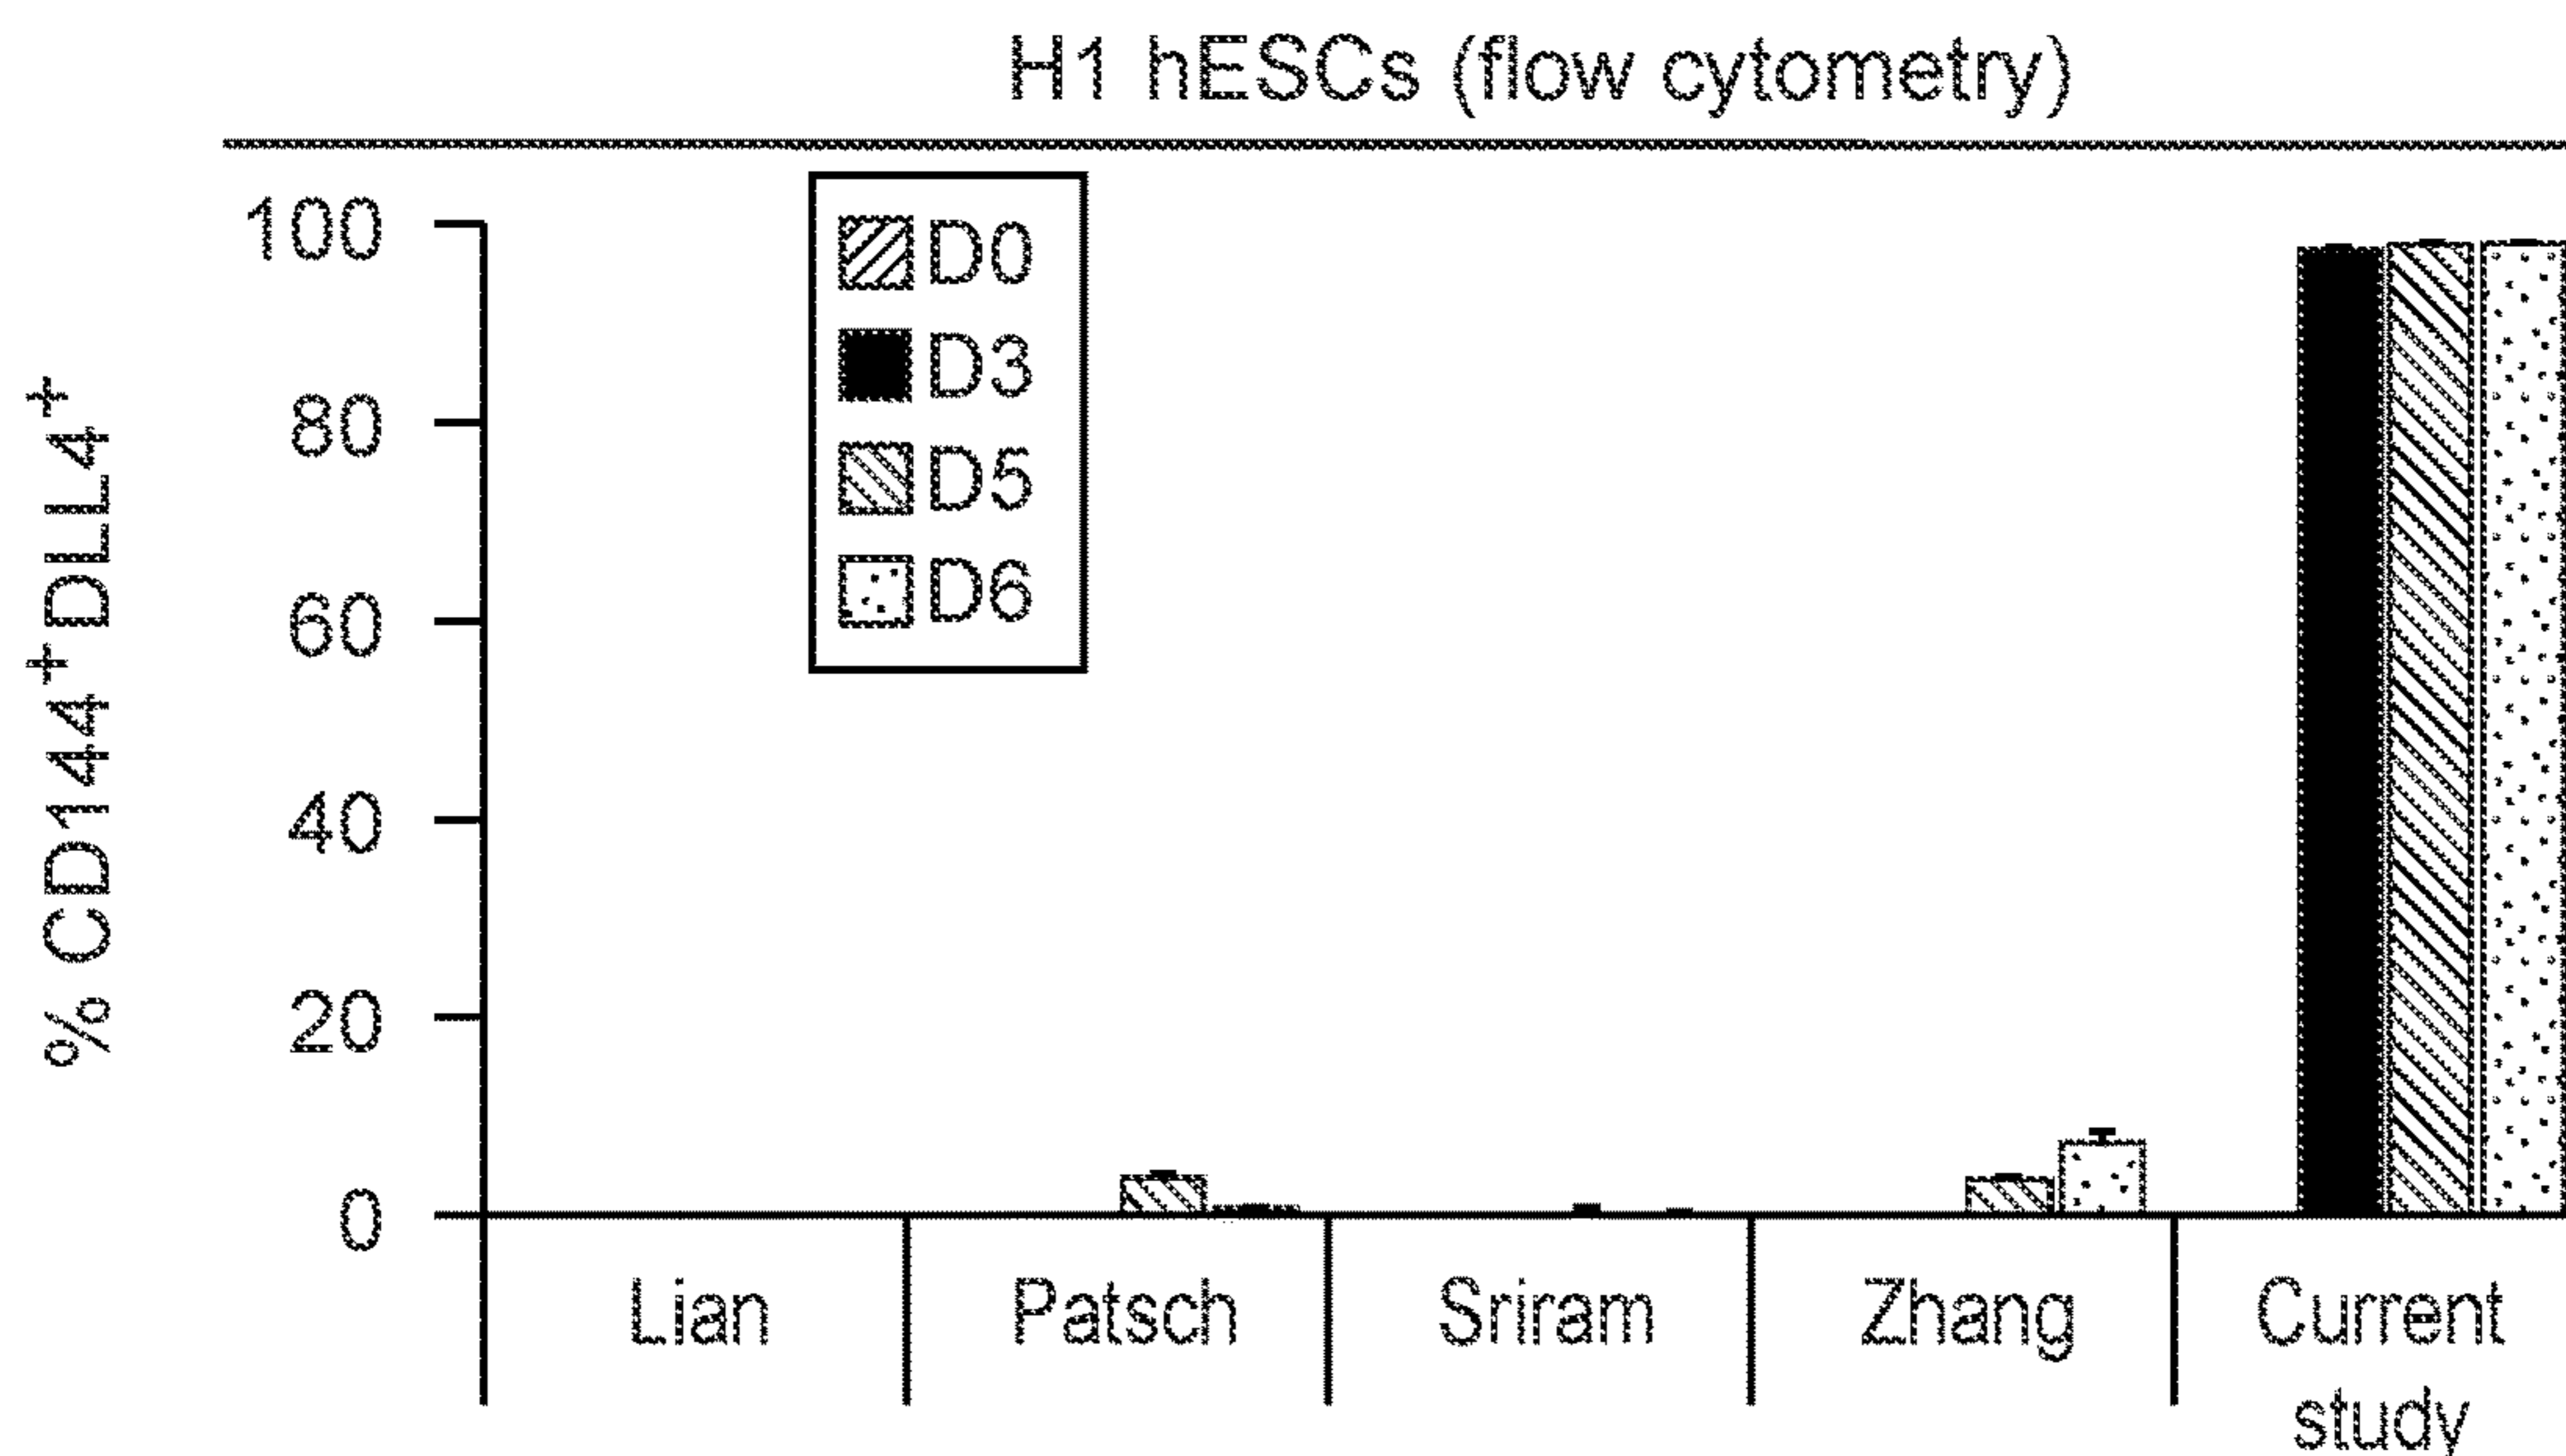 H1 hESCs (flow cytometry)
% CD144⁺DLL4⁺
100
80
60
40
20
0
D0
D3
D5
D6
Lian
Patsch
Sriram
Zhang
Current
study